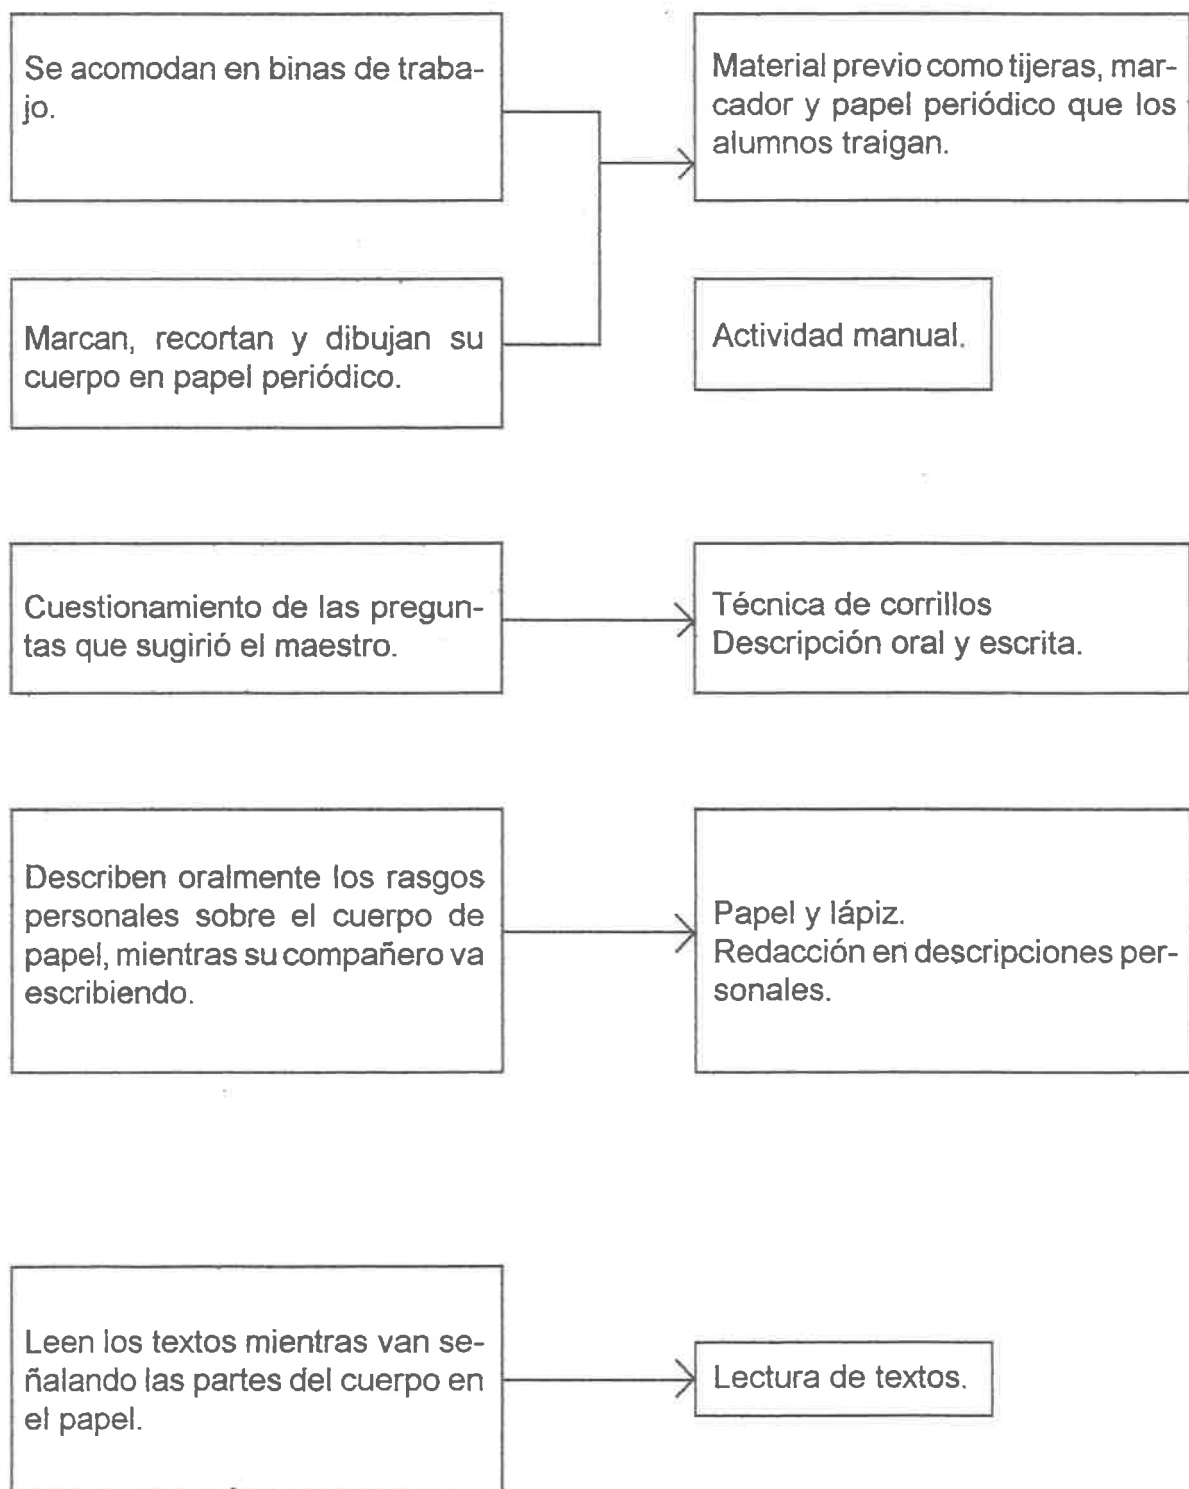 Se acomodan en binas de traba-
jo.
Material previo como tijeras, mar-
cador y papel periódico que los
alumnos traigan.
Marcan, recortan y dibujan su
cuerpo en papel periódico.
Actividad manual.
Cuestionamiento de las pregun-
tas que sugirió el maestro.
Técnica de corrillos
Descripción oral y escrita.
Describen oralmente los rasgos
personales sobre el cuerpo de
papel, mientras su compañero va
escribiendo.
Papel y lápiz.
Redacción en descripciones per-
sonales.
Leen los textos mientras van se-
ñalando las partes del cuerpo en
el papel.
Lectura de textos.